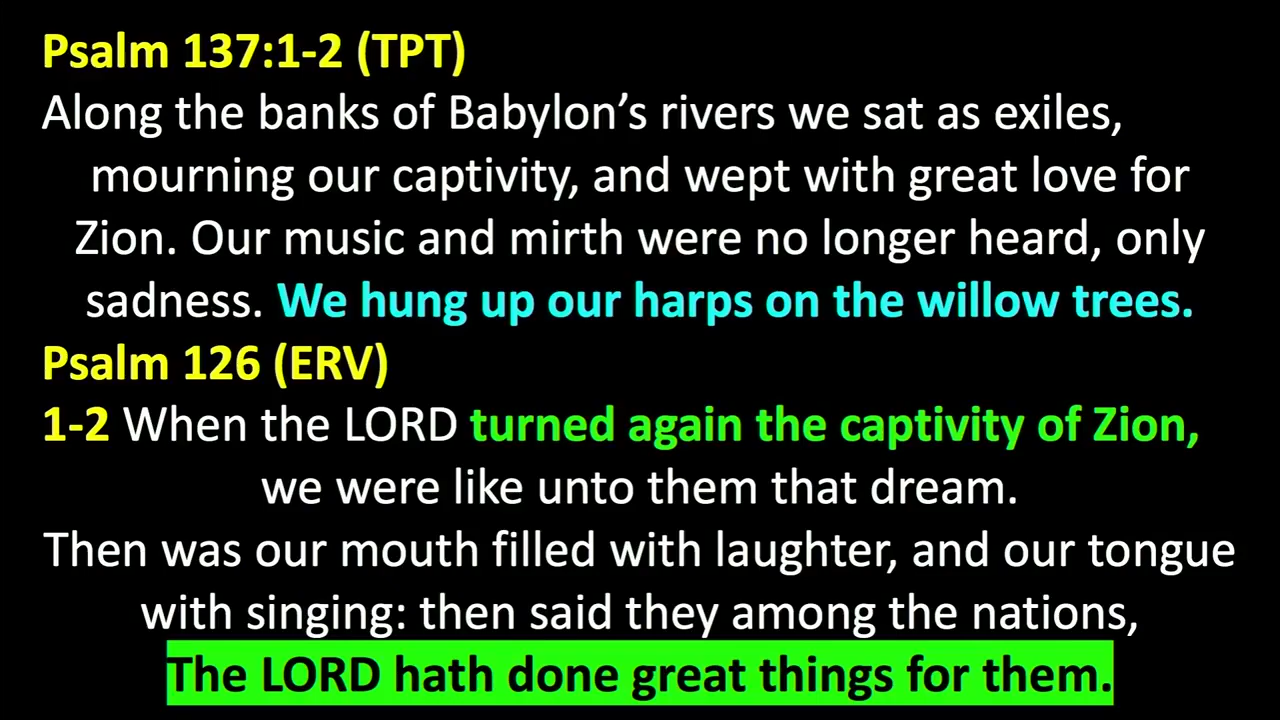 Psalm 137:1-2 (TPT)
Along the banks of Babylon’s rivers we sat as exiles,
mourning our captivity, and wept with great love for
Zion. Our music and mirth were no longer heard, only
sadness. We hung up our harps on the willow trees.
Psalm 126 (ERV)
1-2 When the LORD turned again the captivity of Zion,
we were like unto them that dream.
Then was our mouth filled with laughter, and our tongue
with singing: then said they among the nations,
The LORD hath done great things for them.